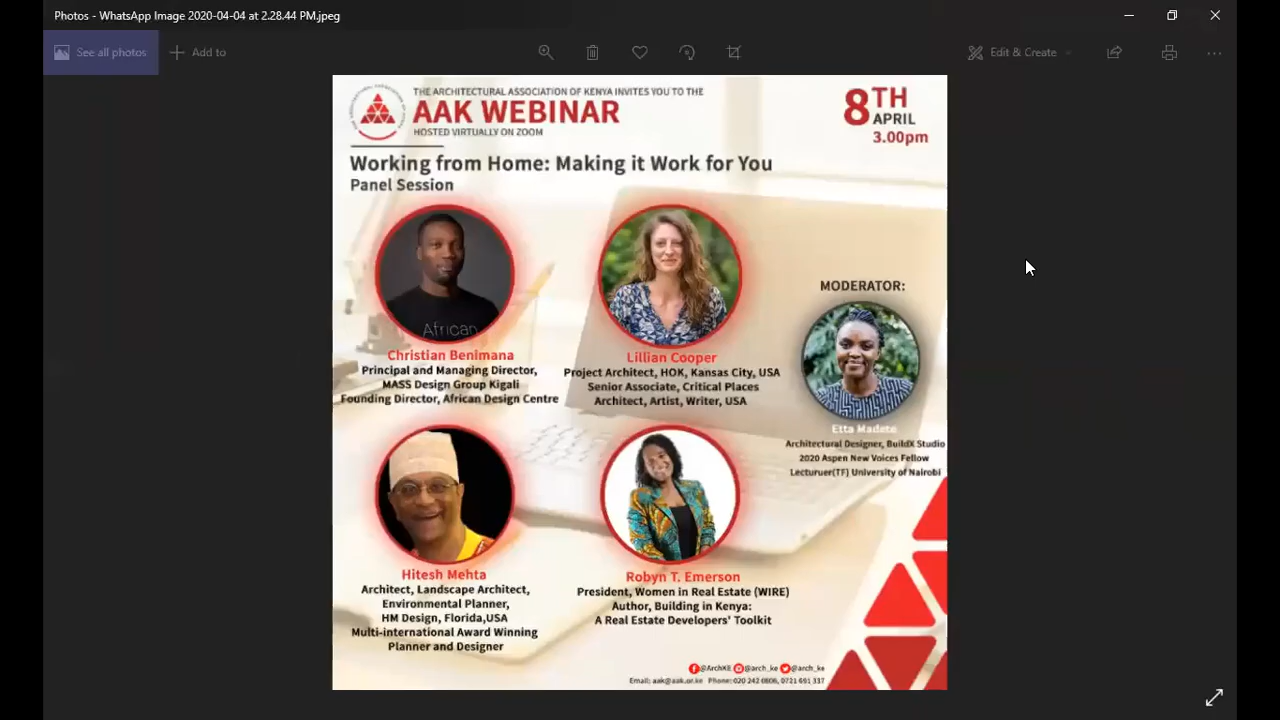 Photos - WhatsApp Image 2020-04-04 at 2.28.44 PM.jpeg
See all photos
Add to
Edit & Create
THE ARCHITECTURAL ASSOCIATION OF KENYA INVITES YOU TO THE
AAK WEBINAR
HOSTED VIRTUALLY ON ZOOM
8TH
APRIL
3.00pm
Working from Home: Making it Work for You
Panel Session
African
Christian Benimana
Principal and Managing Director,
MASS Design Group Kigali
Founding Director, African Design Centre
Lillian Cooper
Project Architect, HOK, Kansas City, USA
Senior Associate, Critical Places
Architect, Artist, Writer, USA
MODERATOR:
Etta Madete
Architectural Designer, BuildX Studio
2020 Aspen New Voices Fellow
Lecturuer(TF) University of Nairobi
Hitesh Mehta
Architect, Landscape Architect,
Environmental Planner,
HM Design, Florida,USA
Multi-international Award Winning
Planner and Designer
Robyn T. Emerson
President, Women in Real Estate (WIRE)
Author, Building in Kenya:
A Real Estate Developers' Toolkit
@ArchKE @arch_ke @arch_ke
Email: aak@aak.or.ke Phone: 020 242 0806, 0721 691 337